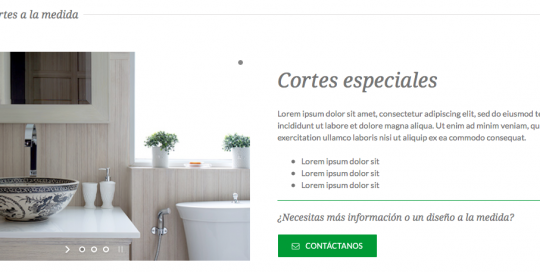 rtes a la medida
Cortes especiales
Lorem ipsum dolor sit amet, consectetur adipiscing elit, sed do eiusmod te
incididunt ut labore et dolore magna aliqua. Ut enim ad minim veniam, qu
exercitation ullamco laboris nisi ut aliquip ex ea commodo consequat.
Lorem ipsum dolor sit
Lorem ipsum dolor sit
Lorem ipsum dolor sit
¿Necesitas más información o un diseño a la medida?
CONTÁCTANOS